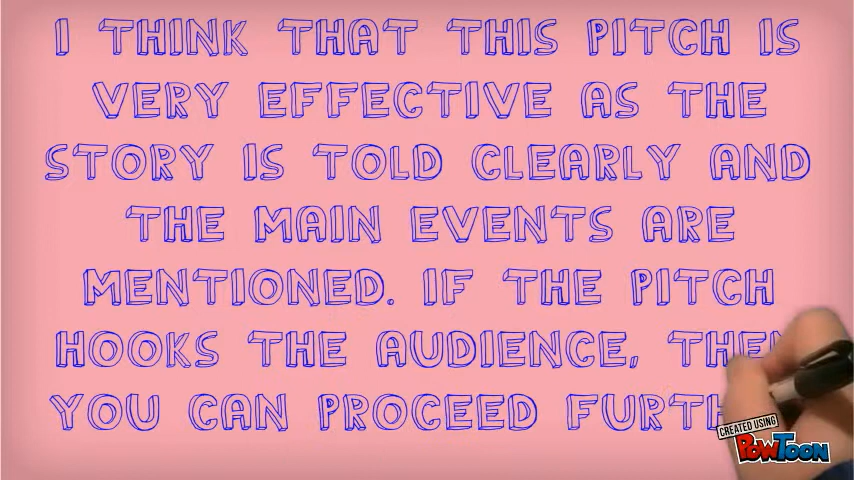 I THINK THAT THIS PITCH IS
VERY EFFECTIVE AS THE
STORY IS TOLD CLEARLY AND
THE MAIN EVENTS ARE
MENTIONED. IF THE PITCH
HOOKS THE AUDIENCE, THEN
YOU CAN PROCEED
CREATED USING
POWTOON